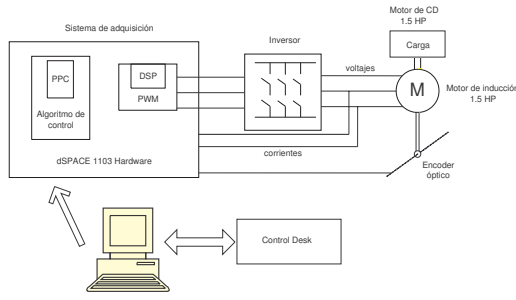 Motor de CD
1.5 HP
Sistema de adquisición
Inversor
Carga
PPC
DSP
voltajes
PWM
M
Motor de inducción
1.5 HP
Algoritmo de
control
corrientes
dSPACE 1103 Hardware
Encoder
óptico
Control Desk